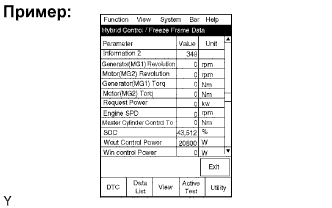 Пример:
Function View System Bar Help
Hybrid Control / Freeze Frame Data
Parameter Value Unit
Information 2 346
Generator(MG1) Revolution 0 rpm
Motor(MG2) Revolution 0 rpm
Generator(MG1) Torq 0 Nm
Motor(MG2) Torq 0 Nm
Request Power 0 kw
Engine SPD 0 rpm
Master Cylinder Control To 0 Nm
SOC 43,512 %
Wout Control Power 20800 W
Win control Power 0 W
Exit
DTC Data List View Active Test Utility
Y